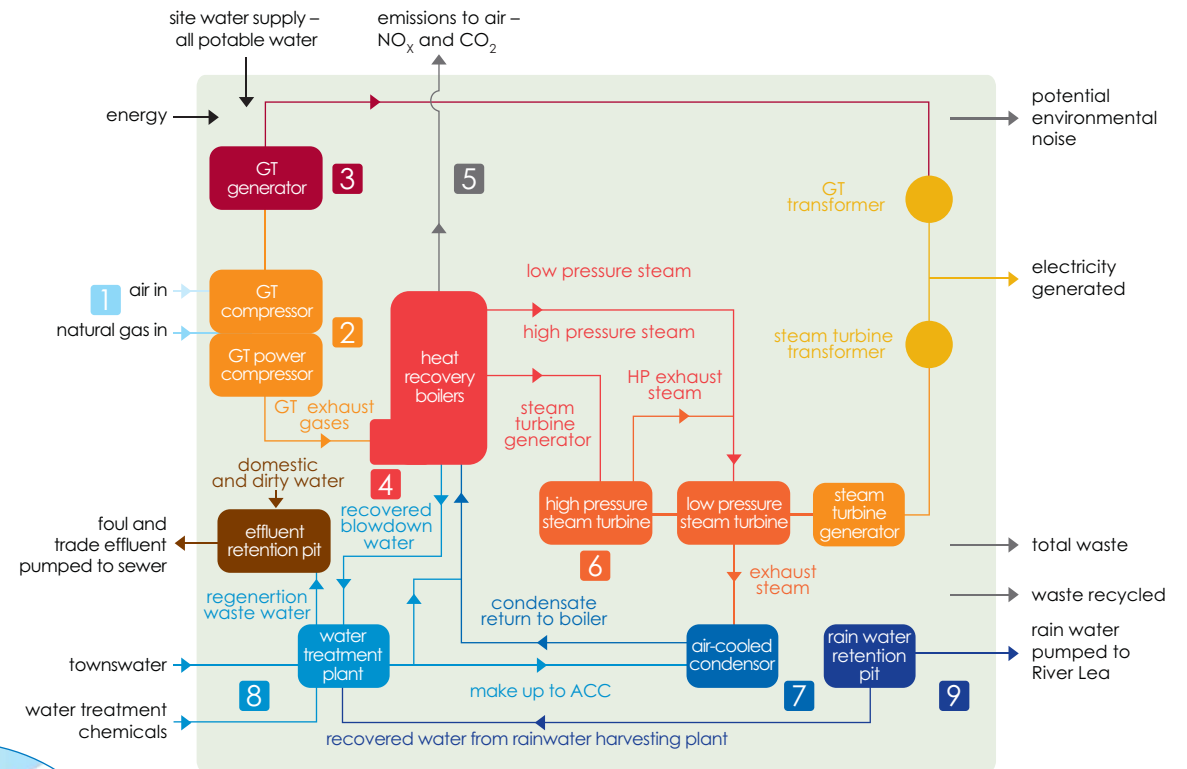 site water supply –
all potable water
emissions to air –
NOX and CO2
energy
potential
environmental
noise
GT
generator
3
5
GT
transformer
low pressure steam
electricity
generated
1
air in
GT
compressor
natural gas in
2
high pressure steam
steam turbine
transformer
GT power
compressor
heat
recovery
boilers
HP exhaust
steam
GT exhaust
gases
steam
turbine
generator
domestic
and dirty water
4
recovered
blowdown
water
high pressure
steam turbine
low pressure
steam turbine
steam
turbine
generator
foul and
trade effluent
pumped to sewer
effluent
retention pit
6
total waste
exhaust
steam
regenertion
waste water
condensate
return to boiler
waste recycled
water
treatment
plant
air-cooled
condensor
rain water
retention
pit
rain water
pumped to
River Lea
townswater
8
make up to ACC
7
9
water treatment
chemicals
recovered water from rainwater harvesting plant